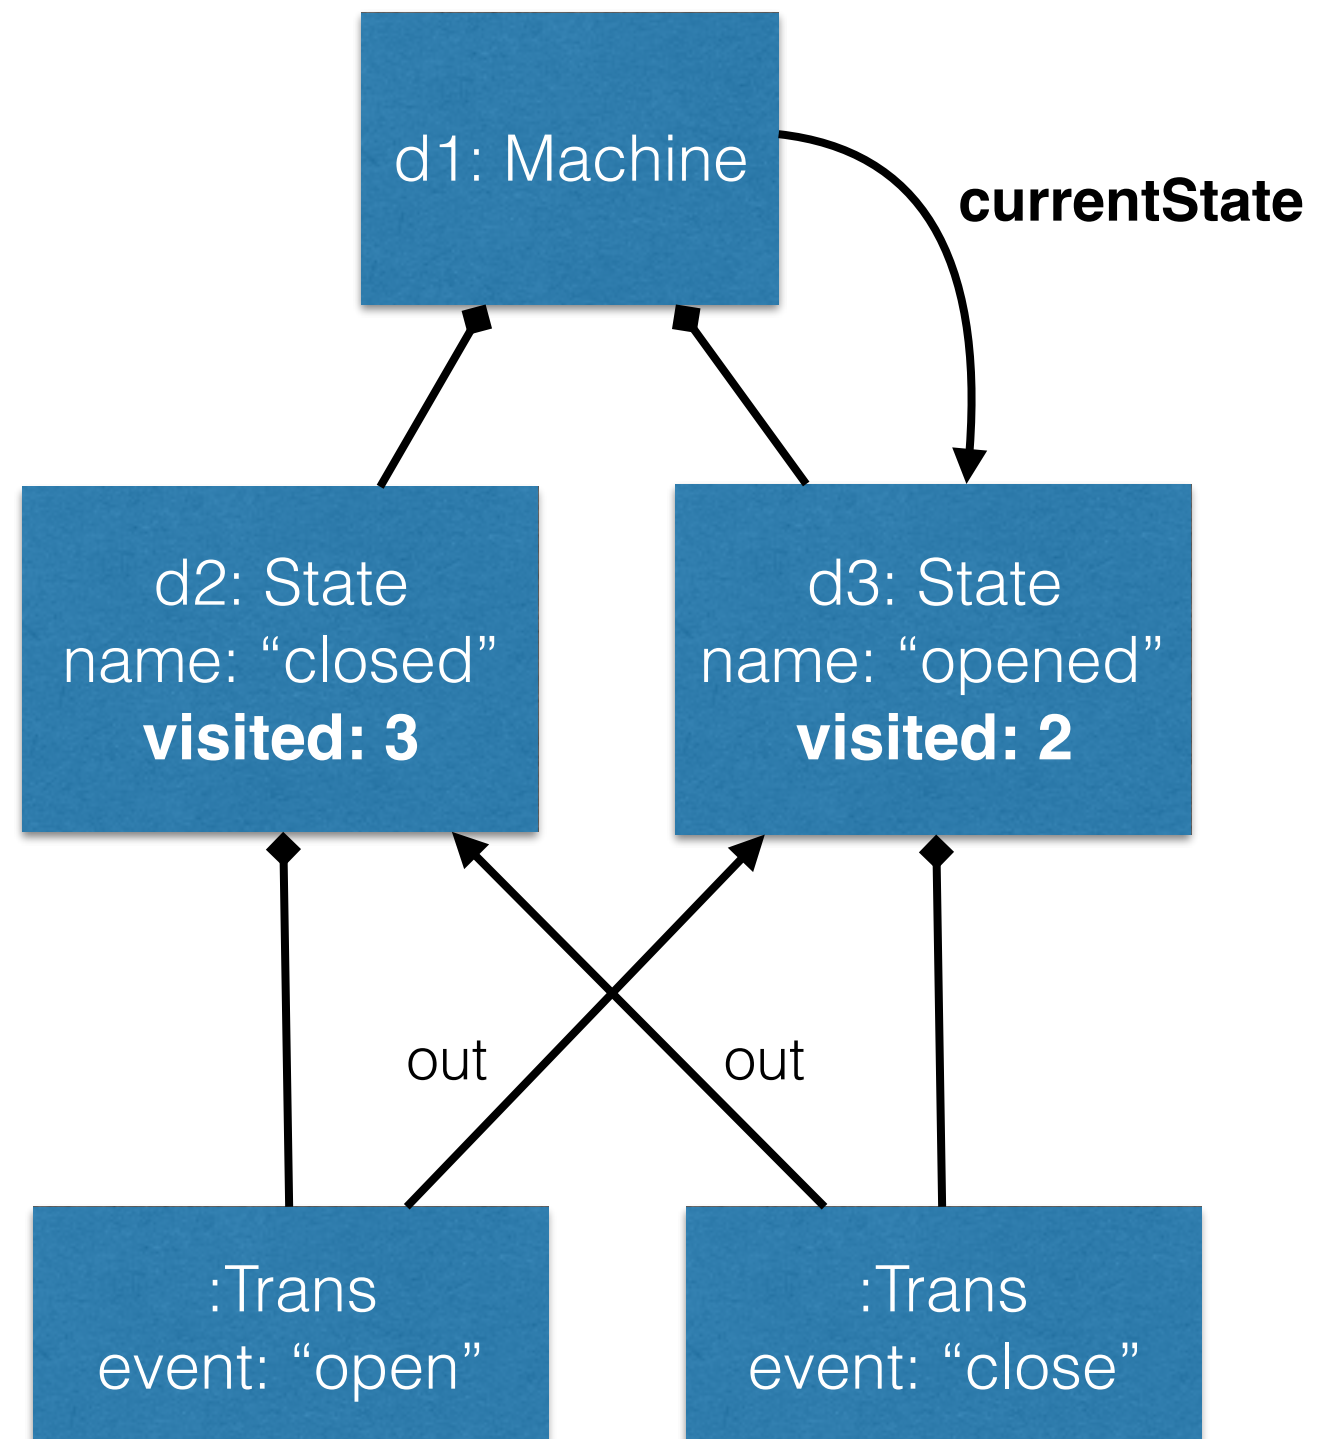 d1: Machine
currentState
d2: State
name: “closed”
visited: 3
d3: State
name: “opened”
visited: 2
out
out
:Trans
event: “open”
:Trans
event: “close”